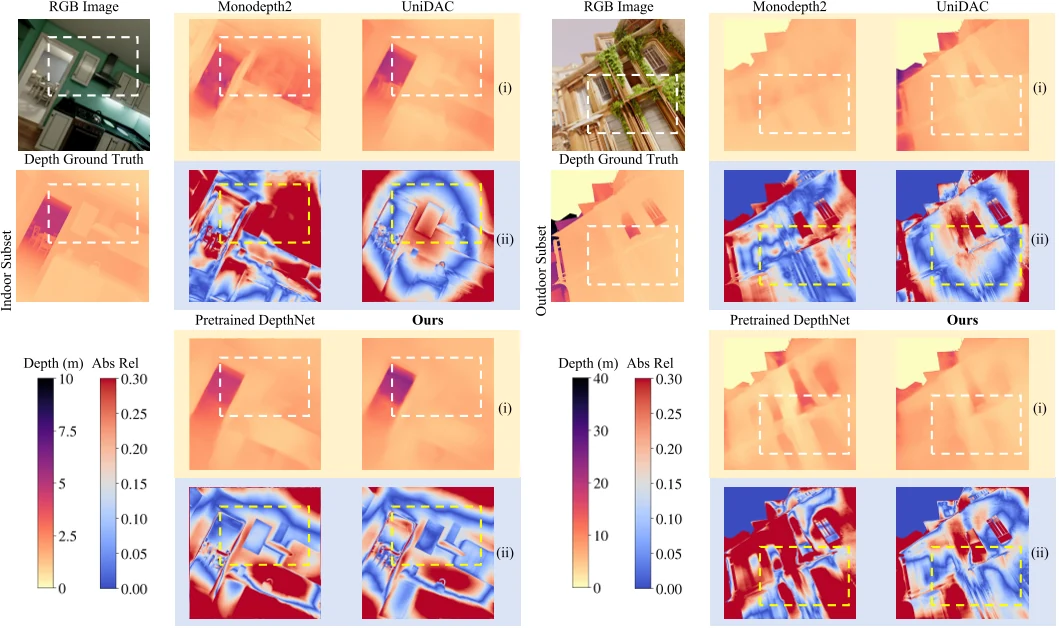 RGB Image
Monodepth2
UniDAC
(i)
Depth Ground Truth
(ii)
Indoor Subset
Pretrained DepthNet
Ours
Depth (m)
Abs Rel
10
7.5
5
2.5
0
0.30
0.25
0.20
0.15
0.10
0.05
0.00
(i)
(ii)
RGB Image
Monodepth2
UniDAC
(i)
Depth Ground Truth
(ii)
Outdoor Subset
Pretrained DepthNet
Ours
Depth (m)
Abs Rel
40
30
20
10
0
0.30
0.25
0.20
0.15
0.10
0.05
0.00
(i)
(ii)